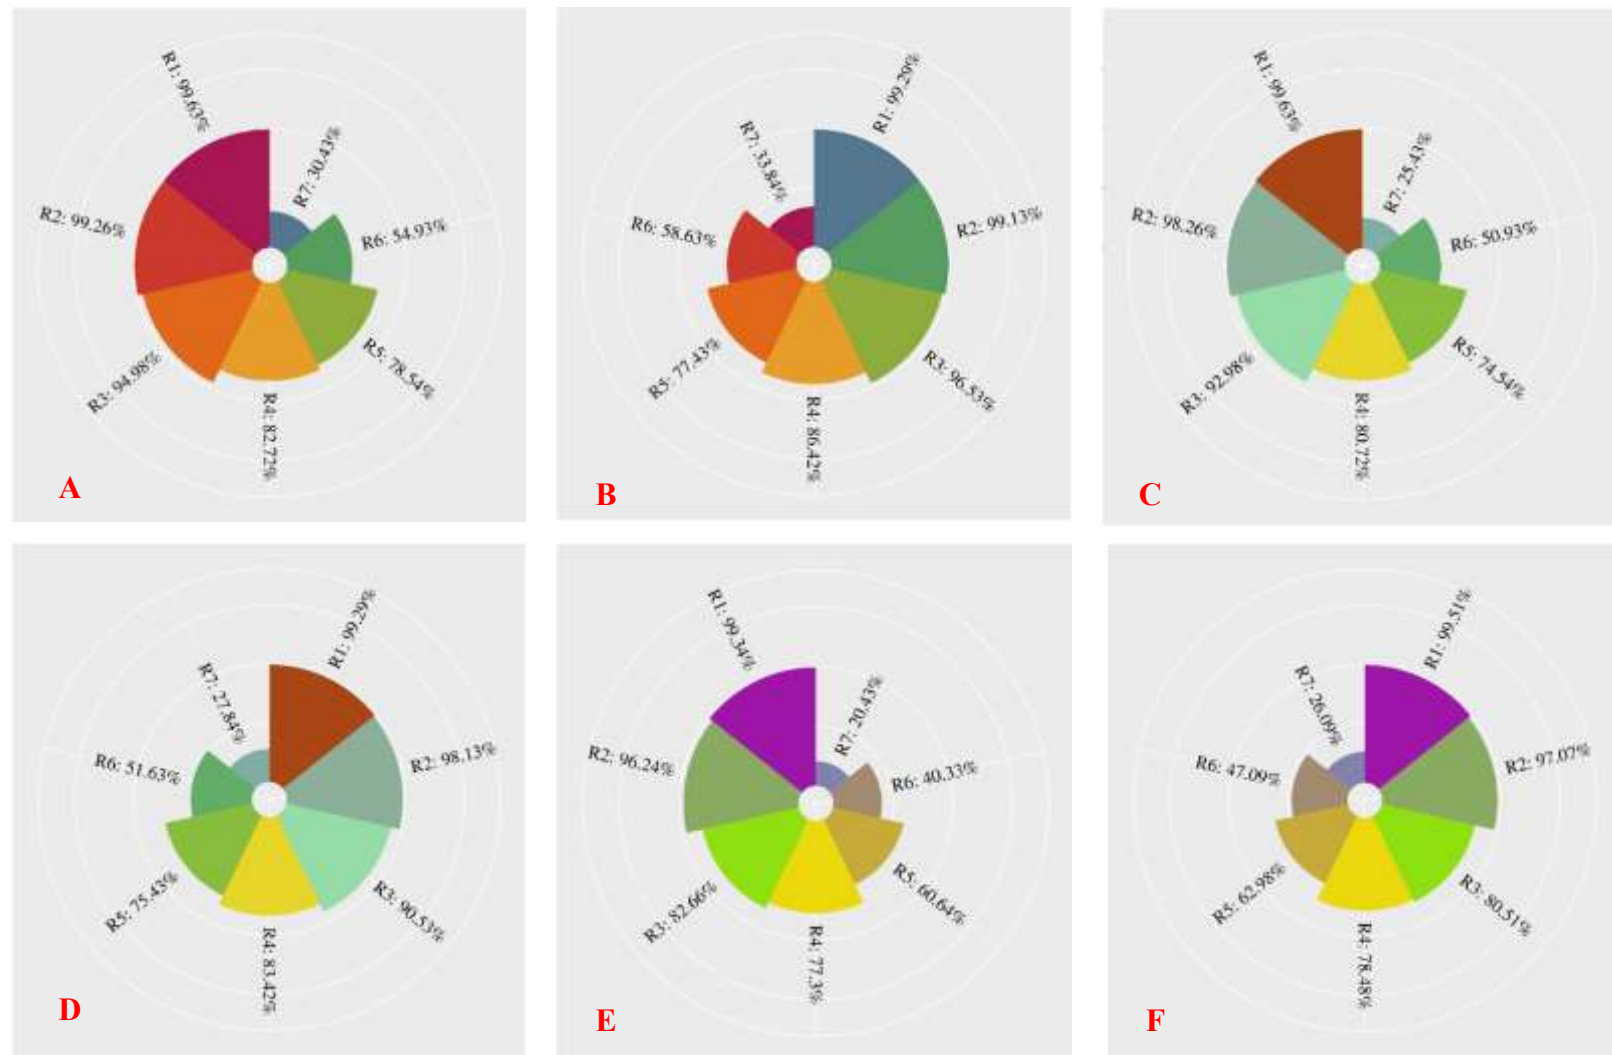 R1: 99.63%
R2: 99.26%
R3: 94.98%
R4: 82.72%
R5: 78.54%
R6: 54.93%
R7: 30.43%
A
R1: 99.29%
R2: 99.13%
R3: 96.53%
R4: 86.42%
R5: 77.43%
R6: 58.63%
R7: 33.84%
B
R1: 99.63%
R2: 98.26%
R3: 92.98%
R4: 80.72%
R5: 74.54%
R6: 50.93%
R7: 25.43%
C
R1: 99.29%
R2: 98.13%
R3: 90.53%
R4: 83.42%
R5: 75.43%
R6: 51.63%
R7: 27.84%
D
R1: 99.34%
R2: 96.24%
R3: 82.66%
R4: 77.3%
R5: 60.64%
R6: 40.33%
R7: 20.43%
E
R1: 99.51%
R2: 97.07%
R3: 80.51%
R4: 78.48%
R5: 62.98%
R6: 47.09%
R7: 26.09%
F